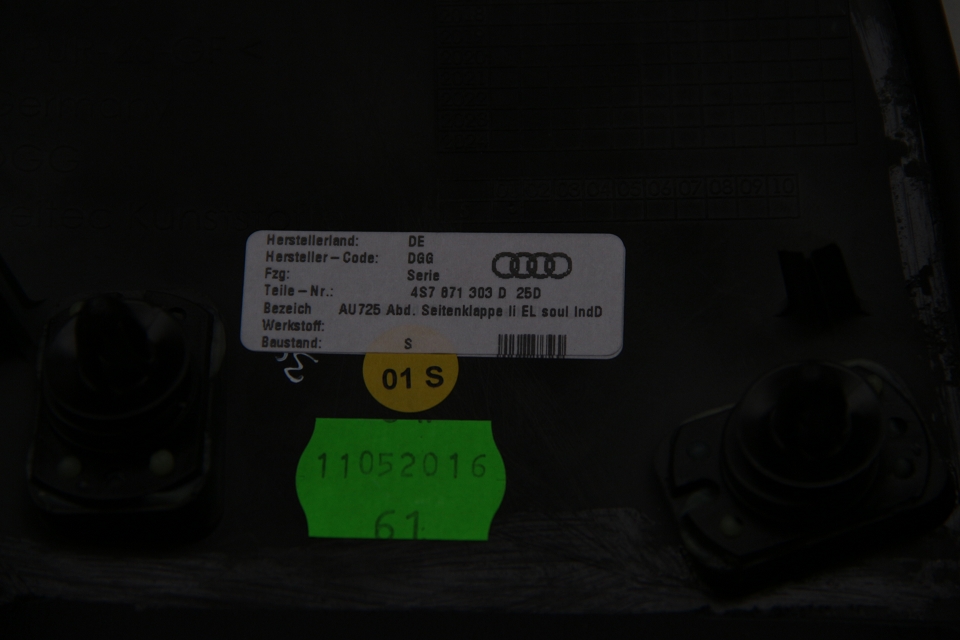 Herstellerland: DE
Hersteller-Code: DGG
Fzg: Serie
Teile-Nr.: 4S7 871 303 D 25D
Bezeich AU725 Abd. Seitenklappe li EL soul IndD
Werkstoff:
Baustand: S
01 S
11052016
61